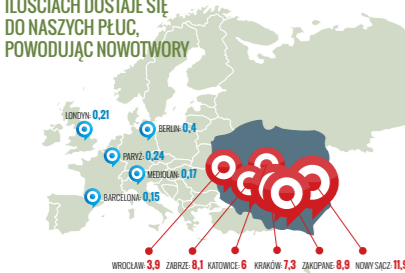 ILOŚCIACH DOSTAJE SIĘ
DO NASZYCH PŁUC,
POWODUJĄC NOWOTWORY
LONDYN: 0,21
BERLIN: 0,4
PARYŻ: 0,24
MEDIOLAN: 0,17
BARCELONA: 0,15
WROCŁAW: 3,9 ZABRZE: 8,1 KATOWICE: 6 KRAKÓW: 7,3 ZAKOPANE: 8,9 NOWY SĄCZ: 11,9